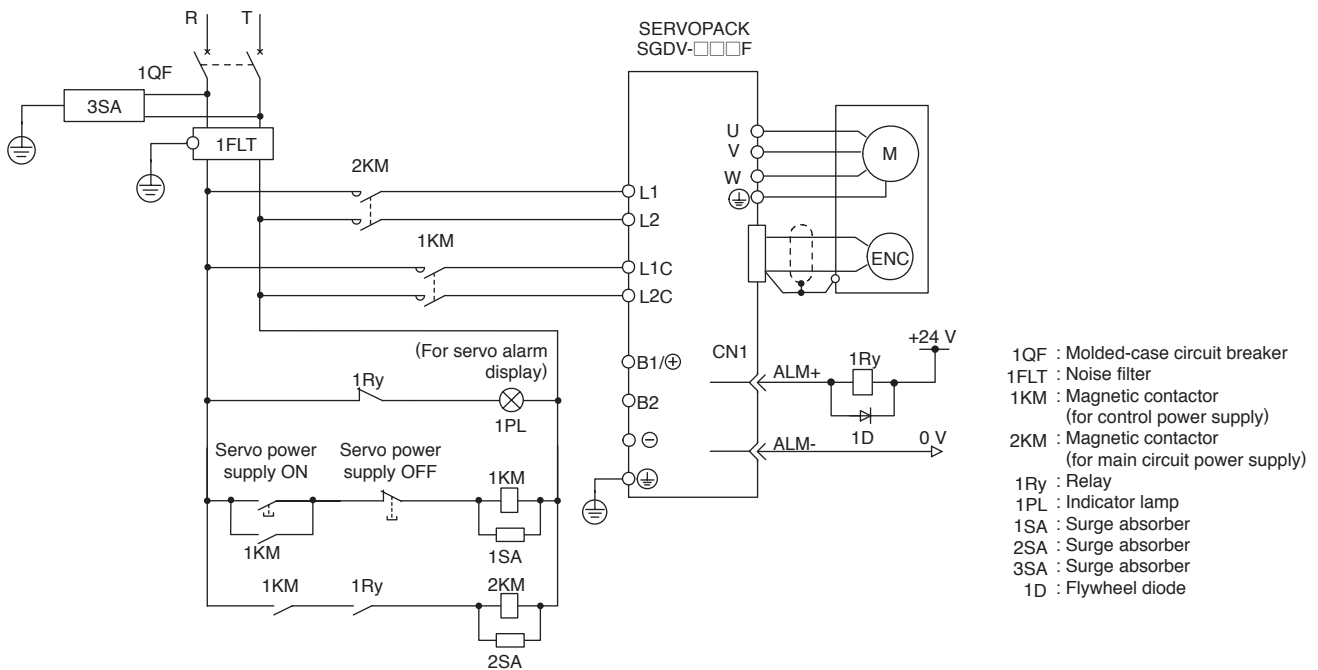 R T
SERVOPACK
SGDV-□□□F
1QF
3SA
1FLT
U
V
W
M
2KM
L1
L2
1KM
L1C
L2C
ENC
(For servo alarm
display)
1Ry
1PL
B1/⊕
B2
⊖
CN1
ALM+
1Ry
+24 V
1D
ALM-
0 V
Servo power
supply ON
Servo power
supply OFF
1KM
1KM
1SA
1KM
1Ry
2KM
2SA
1QF : Molded-case circuit breaker
1FLT : Noise filter
1KM : Magnetic contactor
(for control power supply)
2KM : Magnetic contactor
(for main circuit power supply)
1Ry : Relay
1PL : Indicator lamp
1SA : Surge absorber
2SA : Surge absorber
3SA : Surge absorber
1D : Flywheel diode